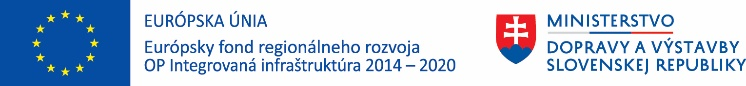 EURÓPSKA ÚNIA
Európsky fond regionálneho rozvoja
OP Integrovaná infraštruktúra 2014 – 2020
MINISTERSTVO
DOPRAVY A VÝSTAVBY
SLOVENSKEJ REPUBLIKY